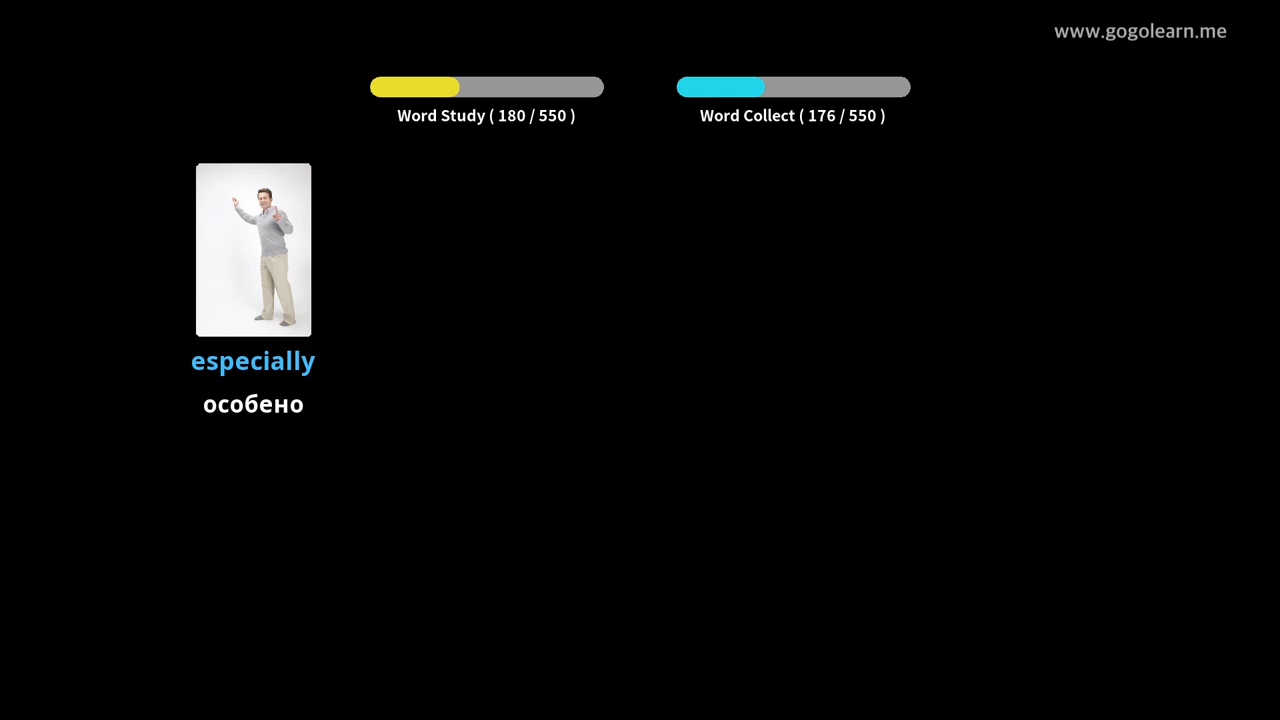 www.gogolearn.me
Word Study ( 180 / 550 )
Word Collect ( 176 / 550 )
especially
особено